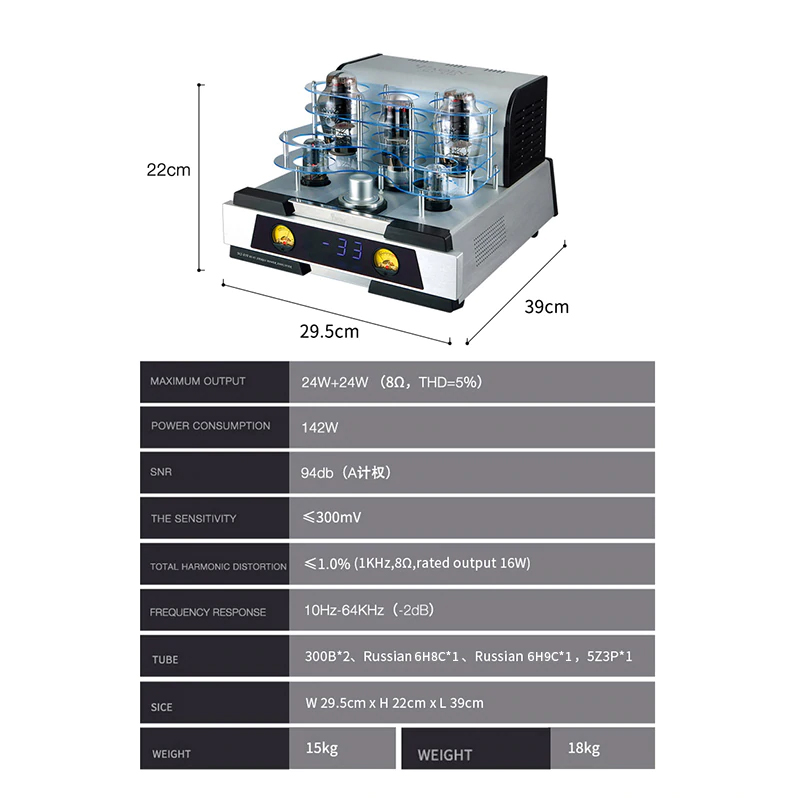 22cm
-33
39cm
29.5cm
MAXIMUM OUTPUT 24W+24W （8Ω，THD=5%）
POWER CONSUMPTION 142W
SNR 94db（A计权）
THE SENSITIVITY ≤300mV
TOTAL HARMONIC DISTORTION ≤1.0% (1KHz,8Ω,rated output 16W)
FREQUENCY RESPONSE 10Hz-64KHz（-2dB）
TUBE 300B*2、Russian 6H8C*1、Russian 6H9C*1，5Z3P*1
SICE W 29.5cm x H 22cm x L 39cm
WEIGHT 15kg WEIGHT 18kg